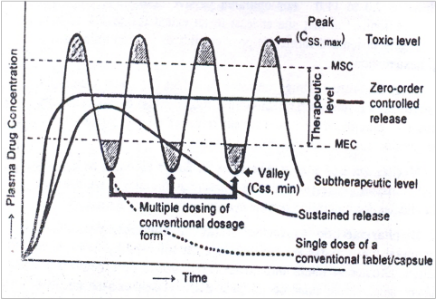 Peak
(CSS, max)
Toxic level
MSC
Zero-order
controlled
release
Therapeutic
level
MEC
Valley
(Css, min)
Subtherapeutic level
Multiple dosing of
conventional dosage
form
Sustained release
Single dose of a
conventional tablet/capsule
Plasma Drug Concentration
Time